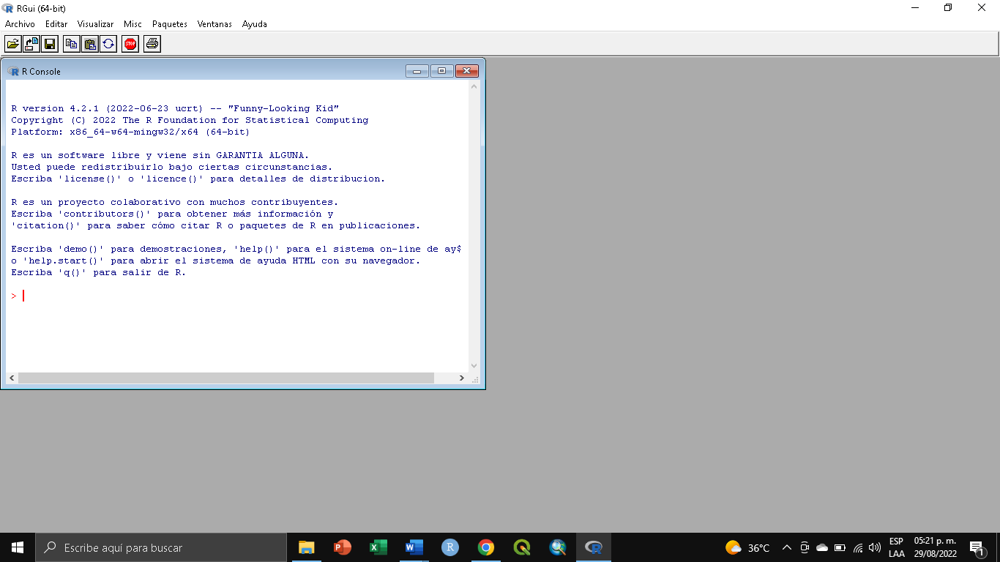 RGui (64-bit)
Archivo Editar Visualizar Misc Paquetes Ventanas Ayuda
STOP
R Console
R version 4.2.1 (2022-06-23 ucrt) -- "Funny-Looking Kid"
Copyright (C) 2022 The R Foundation for Statistical Computing
Platform: x86_64-w64-mingw32/x64 (64-bit)
R es un software libre y viene sin GARANTIA ALGUNA.
Usted puede redistribuirlo bajo ciertas circunstancias.
Escriba 'license()' o 'licence()' para detalles de distribucion.
R es un proyecto colaborativo con muchos contribuyentes.
Escriba 'contributors()' para obtener más información y
'citation()' para saber cómo citar R o paquetes de R en publicaciones.
Escriba 'demo()' para demostraciones, 'help()' para el sistema on-line de ay$
o 'help.start()' para abrir el sistema de ayuda HTML con su navegador.
Escriba 'q()' para salir de R.
>
Escribe aquí para buscar
36°C
ESP
LAA
05:21 p. m.
29/08/2022
1